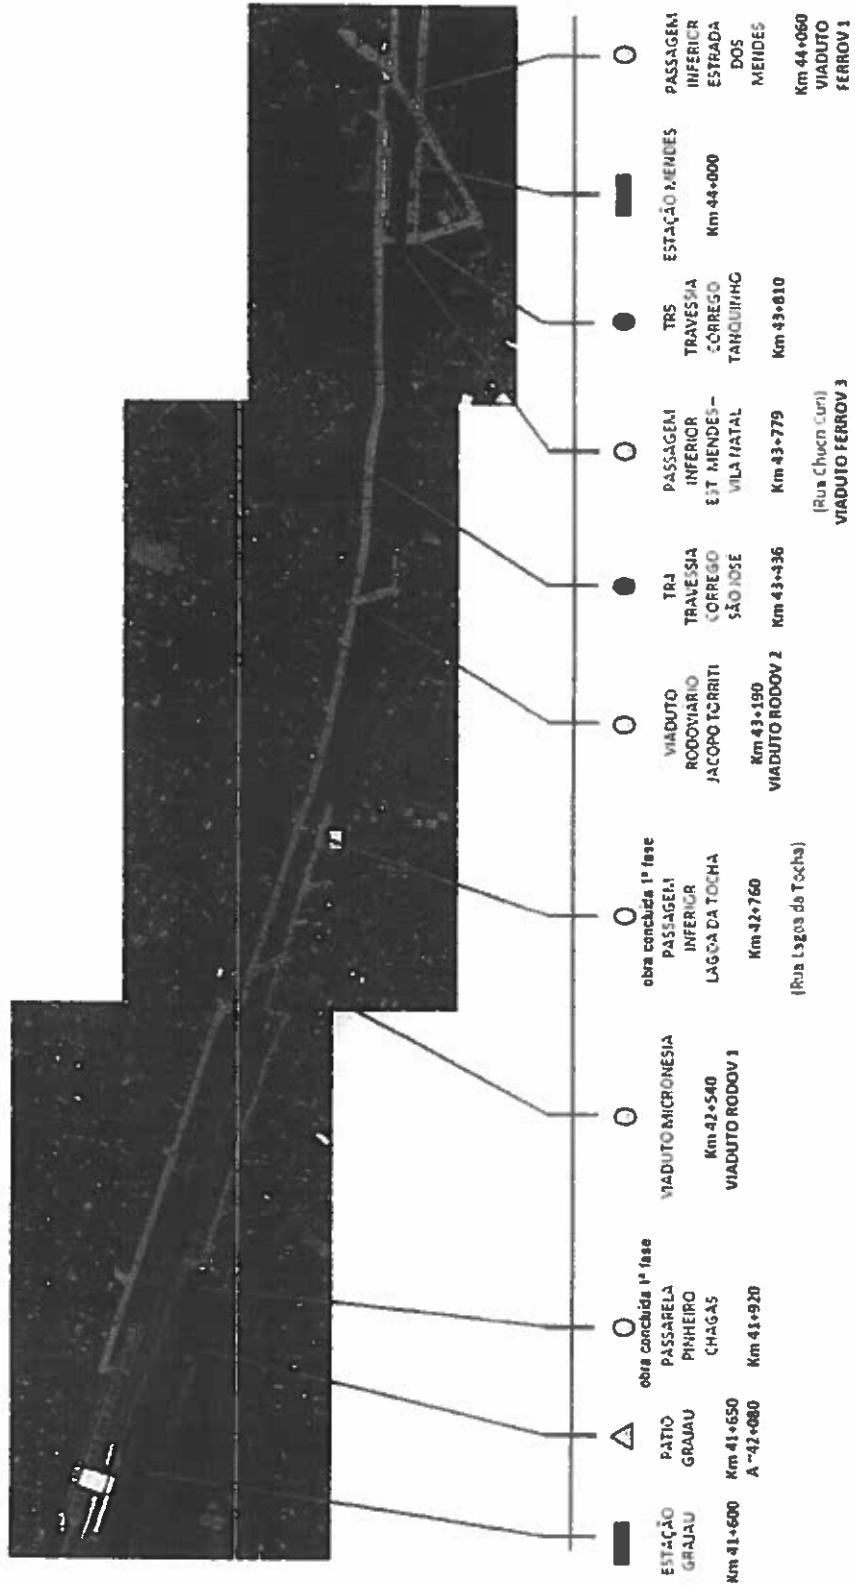 ESTAÇÃO
GRAJAU
Km 41+600
PATIO
GRAJAU
Km 41+650
A ~42+080
obra concluída 1ª fase
PASSARELA
PINHEIRO
CHAGAS
Km 41+920
VIADUTO MICRONESIA
Km 42+540
VIADUTO RODOV 1
obra concluída 1ª fase
PASSAGEM
INFERIOR
LAGOA DA TOCHA
Km 42+760
(Rua Lagoa da Tocha)
VIADUTO
RODOVIÁRIO
JACOPO TORRITI
Km 43+190
VIADUTO RODOV 2
TR4
TRAVESSIA
CORREGO
SÃO JOSE
Km 43+436
PASSAGEM
INFERIOR
EST MENDES –
VILA NATAL
Km 43+779
(Rua Chucri Curi)
VIADUTO FERROV 3
TR5
TRAVESSIA
CORREGO
TANQUINHO
Km 43+810
ESTAÇÃO MENDES
Km 44+000
PASSAGEM
INFERIOR
ESTRADA
DOS
MENDES
Km 44+060
VIADUTO
FERROV 1